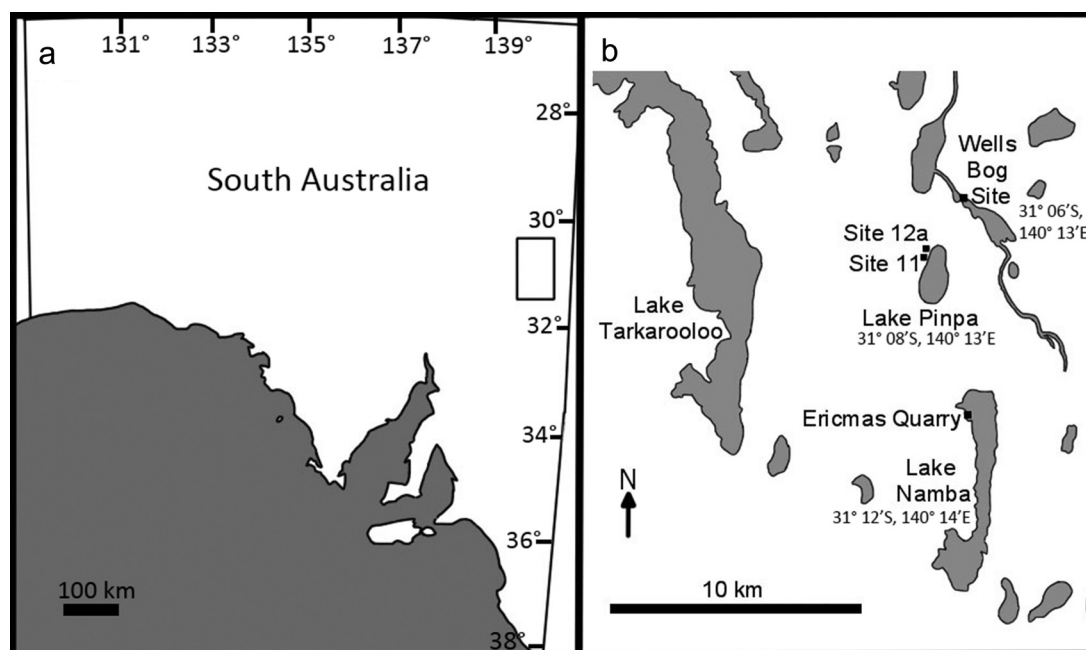 a
131° 133° 135° 137° 139°
28°
South Australia
30°
32°
34°
36°
100 km
38°
b
Wells
Bog
Site
31° 06'S,
140° 13'E
Site 12a
Site 11
Lake
Tarkarooloo
Lake Pinpa
31° 08'S, 140° 13'E
Ericmas Quarry
N
Lake
Namba
31° 12'S, 140° 14'E
10 km